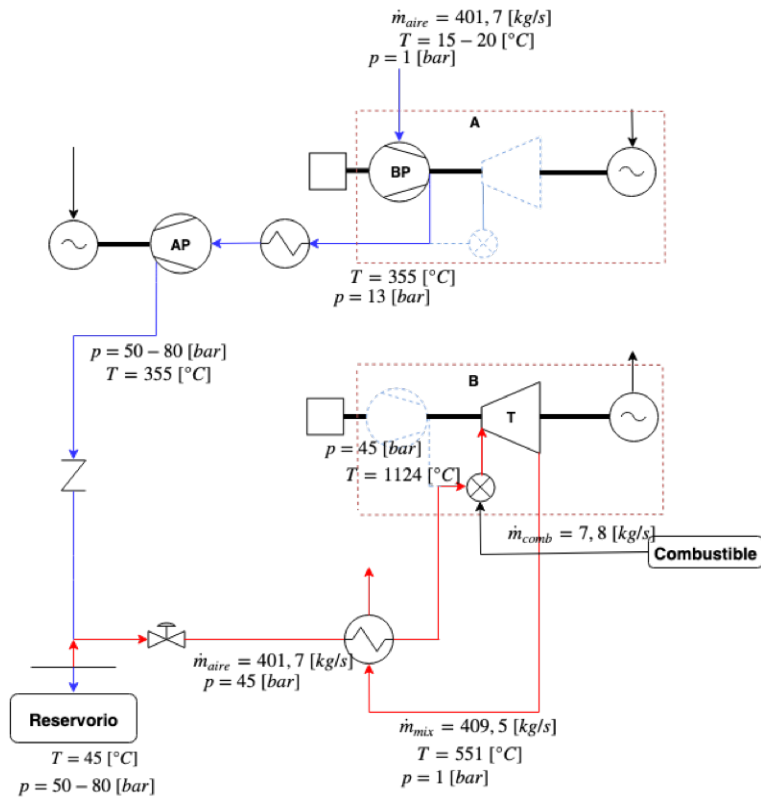 ṁ_aire = 401,7 [kg/s]
T = 15 − 20 [°C]
p = 1 [bar]
A
BP
AP
T = 355 [°C]
p = 13 [bar]
p = 50 − 80 [bar]
T = 355 [°C]
B
T
p = 45 [bar]
T = 1124 [°C]
ṁ_comb = 7,8 [kg/s]
Combustible
ṁ_aire = 401,7 [kg/s]
p = 45 [bar]
Reservorio
ṁ_mix = 409,5 [kg/s]
T = 551 [°C]
p = 1 [bar]
T = 45 [°C]
p = 50 − 80 [bar]